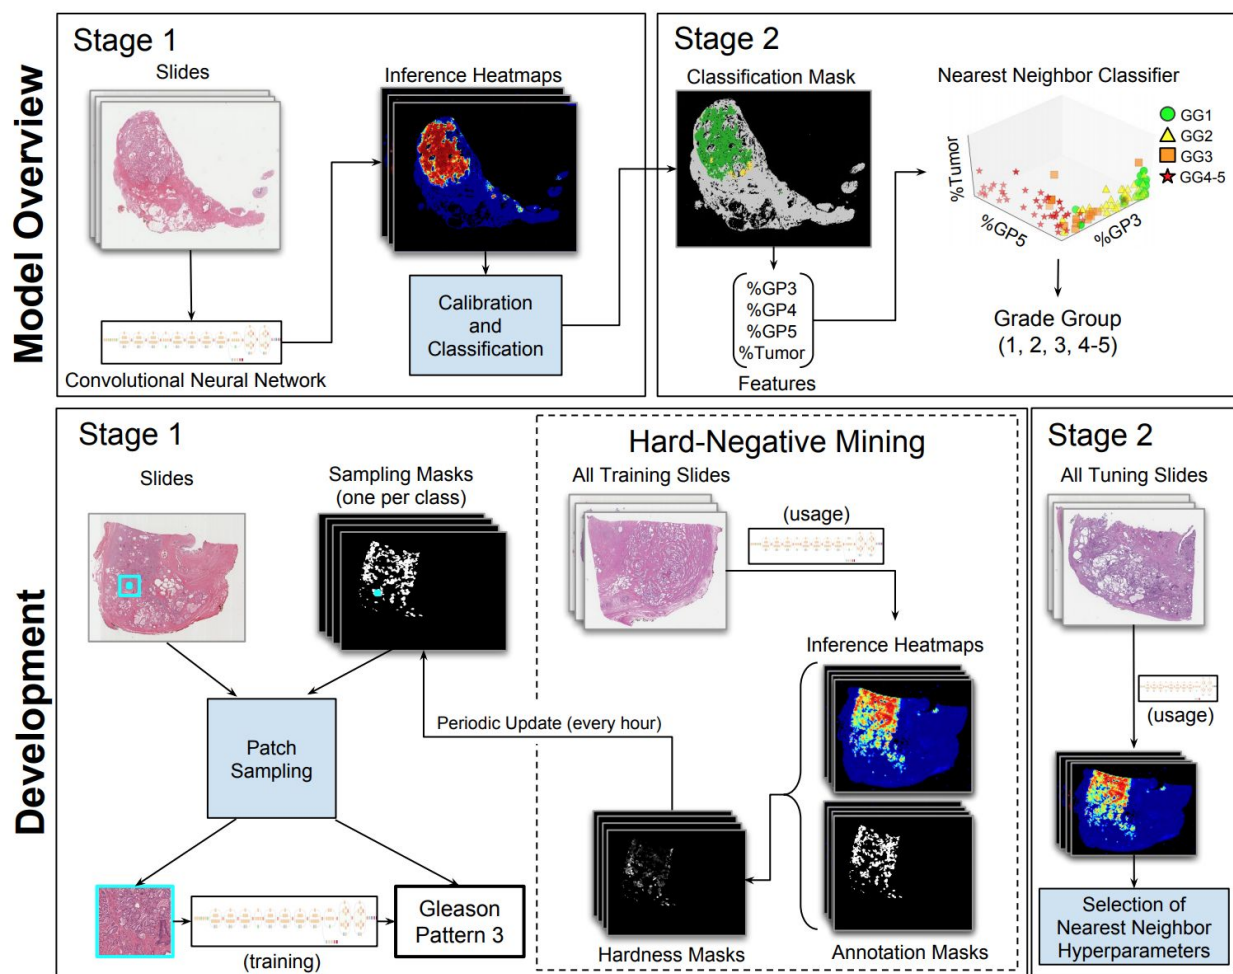 Model Overview
Stage 1
Slides
Inference Heatmaps
Convolutional Neural Network
Calibration
and
Classification
Stage 2
Classification Mask
%GP3
%GP4
%GP5
%Tumor
Features
Nearest Neighbor Classifier
GG1
GG2
GG3
GG4-5
%Tumor
%GP5
%GP3
Grade Group
(1, 2, 3, 4-5)
Development
Stage 1
Slides
Sampling Masks
(one per class)
Patch
Sampling
(training)
Gleason
Pattern 3
Periodic Update (every hour)
Hard-Negative Mining
All Training Slides
(usage)
Inference Heatmaps
Hardness Masks
Annotation Masks
Stage 2
All Tuning Slides
(usage)
Selection of
Nearest Neighbor
Hyperparameters